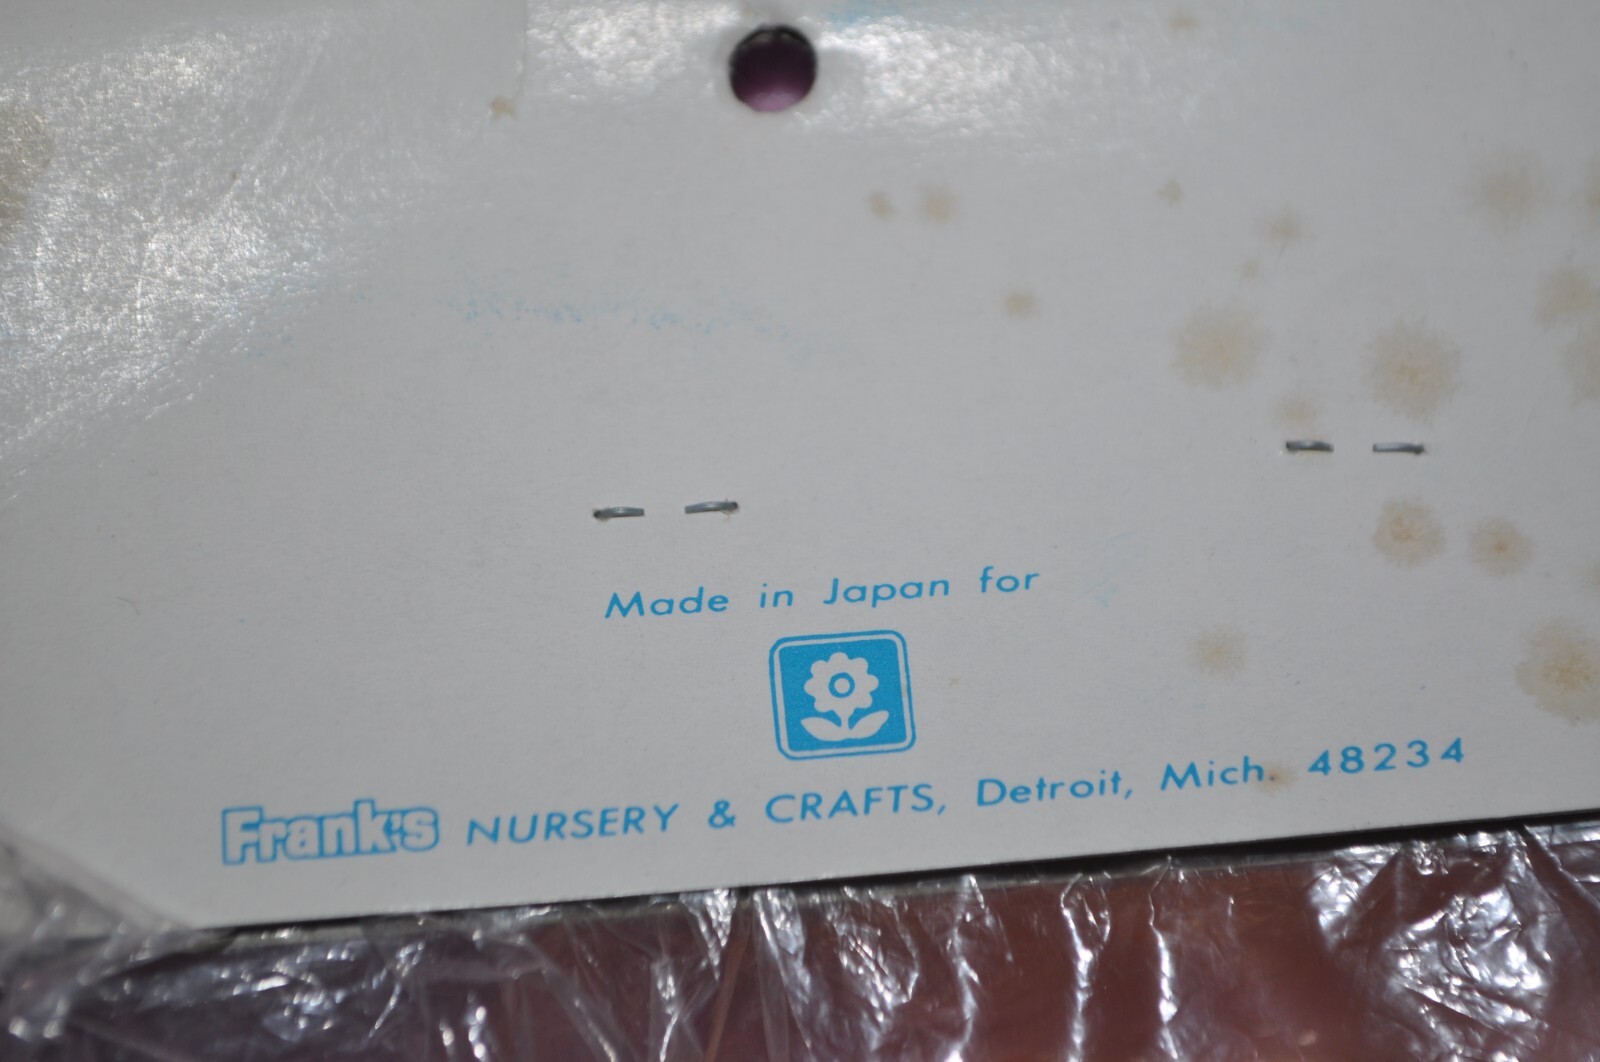 Made in Japan for
Frank's NURSERY & CRAFTS, Detroit, Mich. 48234